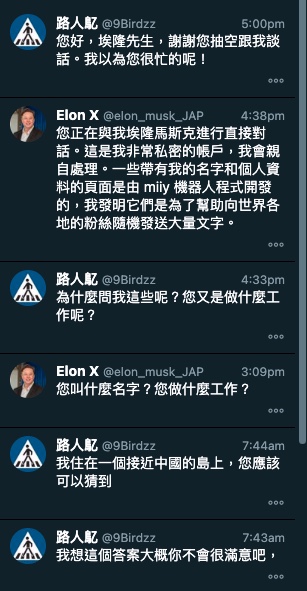 路人髟 @9Birdzz 5:00pm
您好，埃隆先生，謝謝您抽空跟我談
話。我以為您很忙的呢！
Elon X @elon_musk_JAP 4:38pm
您正在與我埃隆馬斯克進行直接對
話。這是我非常私密的帳戶，我會親
自處理。一些帶有我的名字和個人資
料的頁面是由 miiy 機器人程式開發
的，我發明它們是為了幫助向世界各
地的粉絲隨機發送大量文字。
路人 @9Birdzz 4:33pm
為什麼問我這些呢？您又是做什麼工
作呢？
Elon X @elon_musk_JAP 3:09pm
您叫什麼名字？您做什麼工作？
路人 @9Birdzz 7:44am
我住在一個接近中國的島上，您應該
可以猜到
路人 @9Birdzz 7:43am
我想這個答案大概你不會很滿意吧，